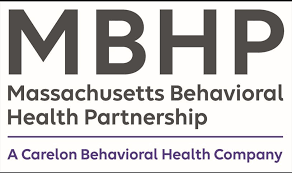 MBHP
Massachusetts Behavioral
Health Partnership
A Carelon Behavioral Health Company